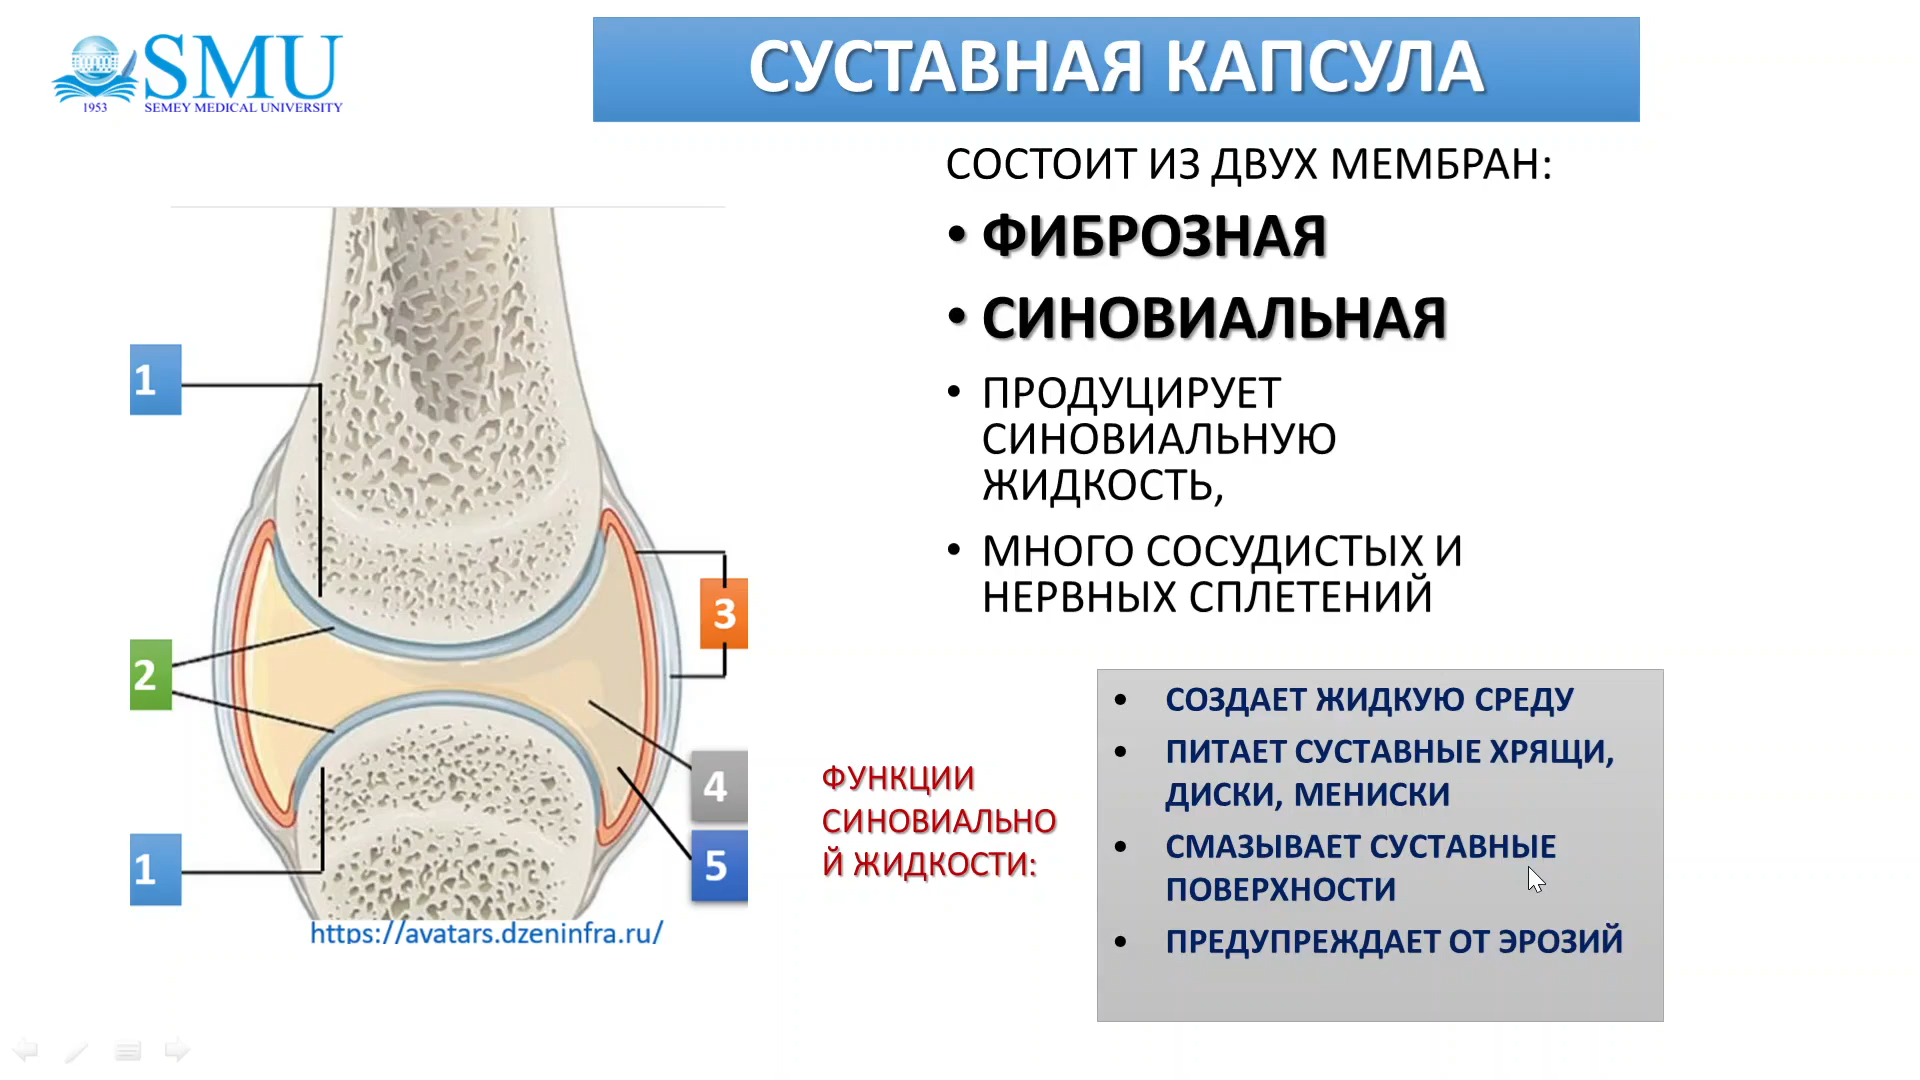 SMU
1953 SEMEY MEDICAL UNIVERSITY
СУСТАВНАЯ КАПСУЛА
СОСТОИТ ИЗ ДВУХ МЕМБРАН:
• ФИБРОЗНАЯ
• СИНОВИАЛЬНАЯ
• ПРОДУЦИРУЕТ
СИНОВИАЛЬНУЮ
ЖИДКОСТЬ,
• МНОГО СОСУДИСТЫХ И
НЕРВНЫХ СПЛЕТЕНИЙ
1
2
1
3
4
5
https://avatars.dzeninfra.ru/
ФУНКЦИИ
СИНОВИАЛЬНО
Й ЖИДКОСТИ:
• СОЗДАЕТ ЖИДКУЮ СРЕДУ
• ПИТАЕТ СУСТАВНЫЕ ХРЯЩИ,
ДИСКИ, МЕНИСКИ
• СМАЗЫВАЕТ СУСТАВНЫЕ
ПОВЕРХНОСТИ
• ПРЕДУПРЕЖДАЕТ ОТ ЭРОЗИЙ